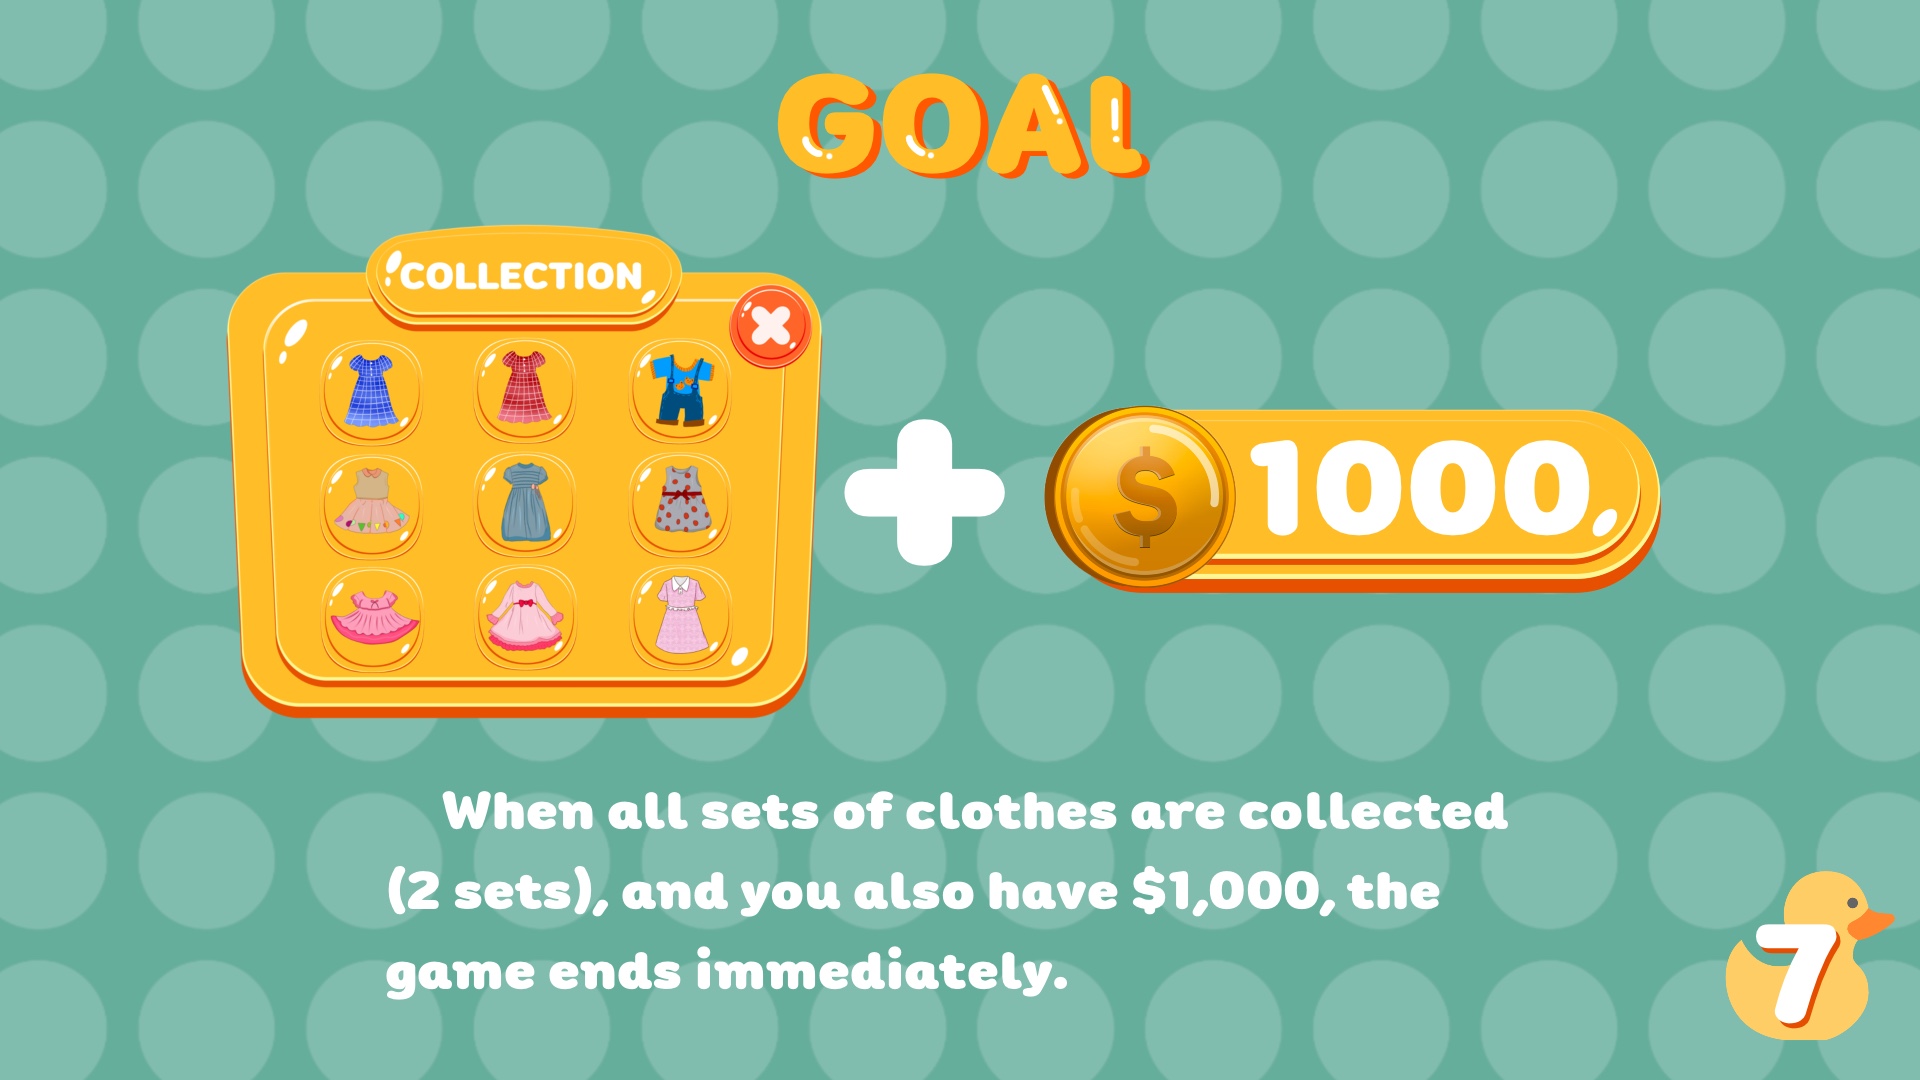 GOAL
COLLECTION
$ 1000
When all sets of clothes are collected
(2 sets), and you also have $1,000, the
game ends immediately.
7